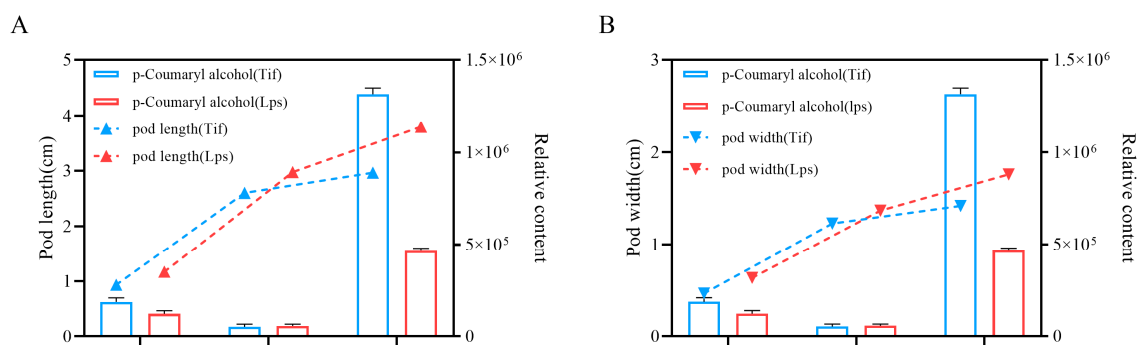 A
5
4
3
2
1
0
Pod length(cm)
p-Coumaryl alcohol(Tif)
p-Coumaryl alcohol(Lps)
pod length(Tif)
pod length(Lps)
1.5×10⁶
1×10⁶
5×10⁵
0
Relative content
B
3
2
1
0
Pod width(cm)
p-Coumaryl alcohol(Tif)
p-Coumaryl alcohol(lps)
pod width(Tif)
pod width(Lps)
1.5×10⁶
1×10⁶
5×10⁵
0
Relative content